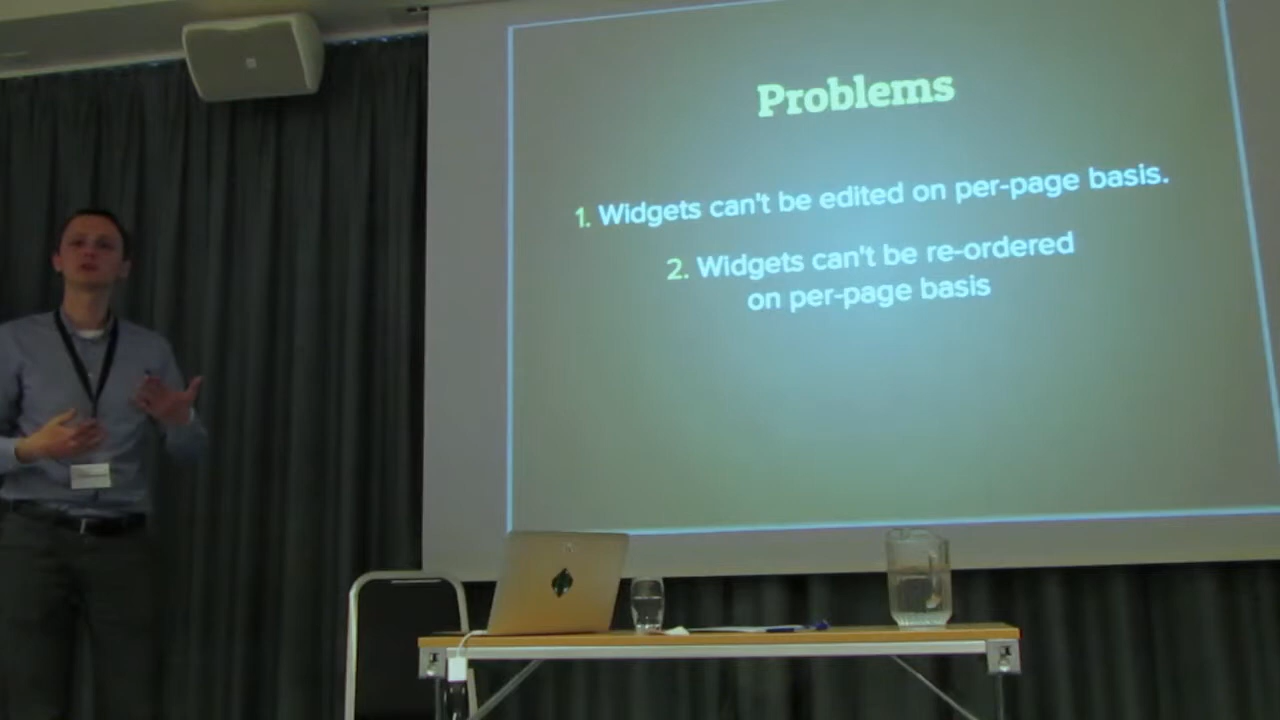 Problems
1. Widgets can't be edited on per-page basis.
2. Widgets can't be re-ordered
on per-page basis